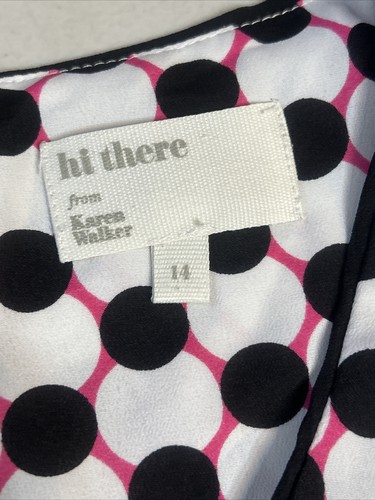 hi there
from
Karen
Walker
14